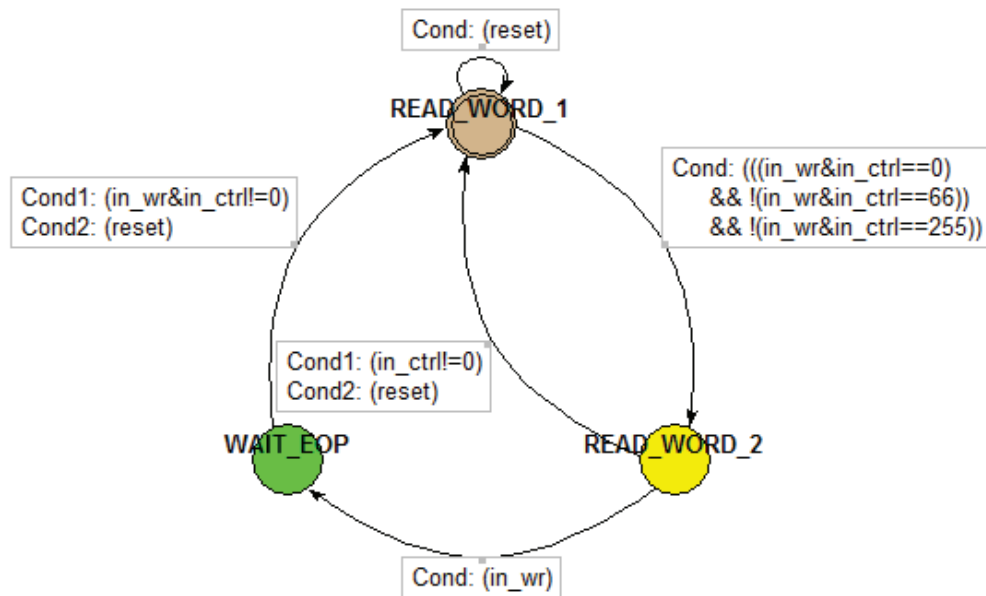 Cond: (reset)
READ_WORD_1
Cond: (((in_wr&in_ctrl==0)
&& !(in_wr&in_ctrl==66))
&& !(in_wr&in_ctrl==255))
Cond1: (in_wr&in_ctrl!=0)
Cond2: (reset)
Cond1: (in_ctrl!=0)
Cond2: (reset)
WAIT_EOP
READ_WORD_2
Cond: (in_wr)